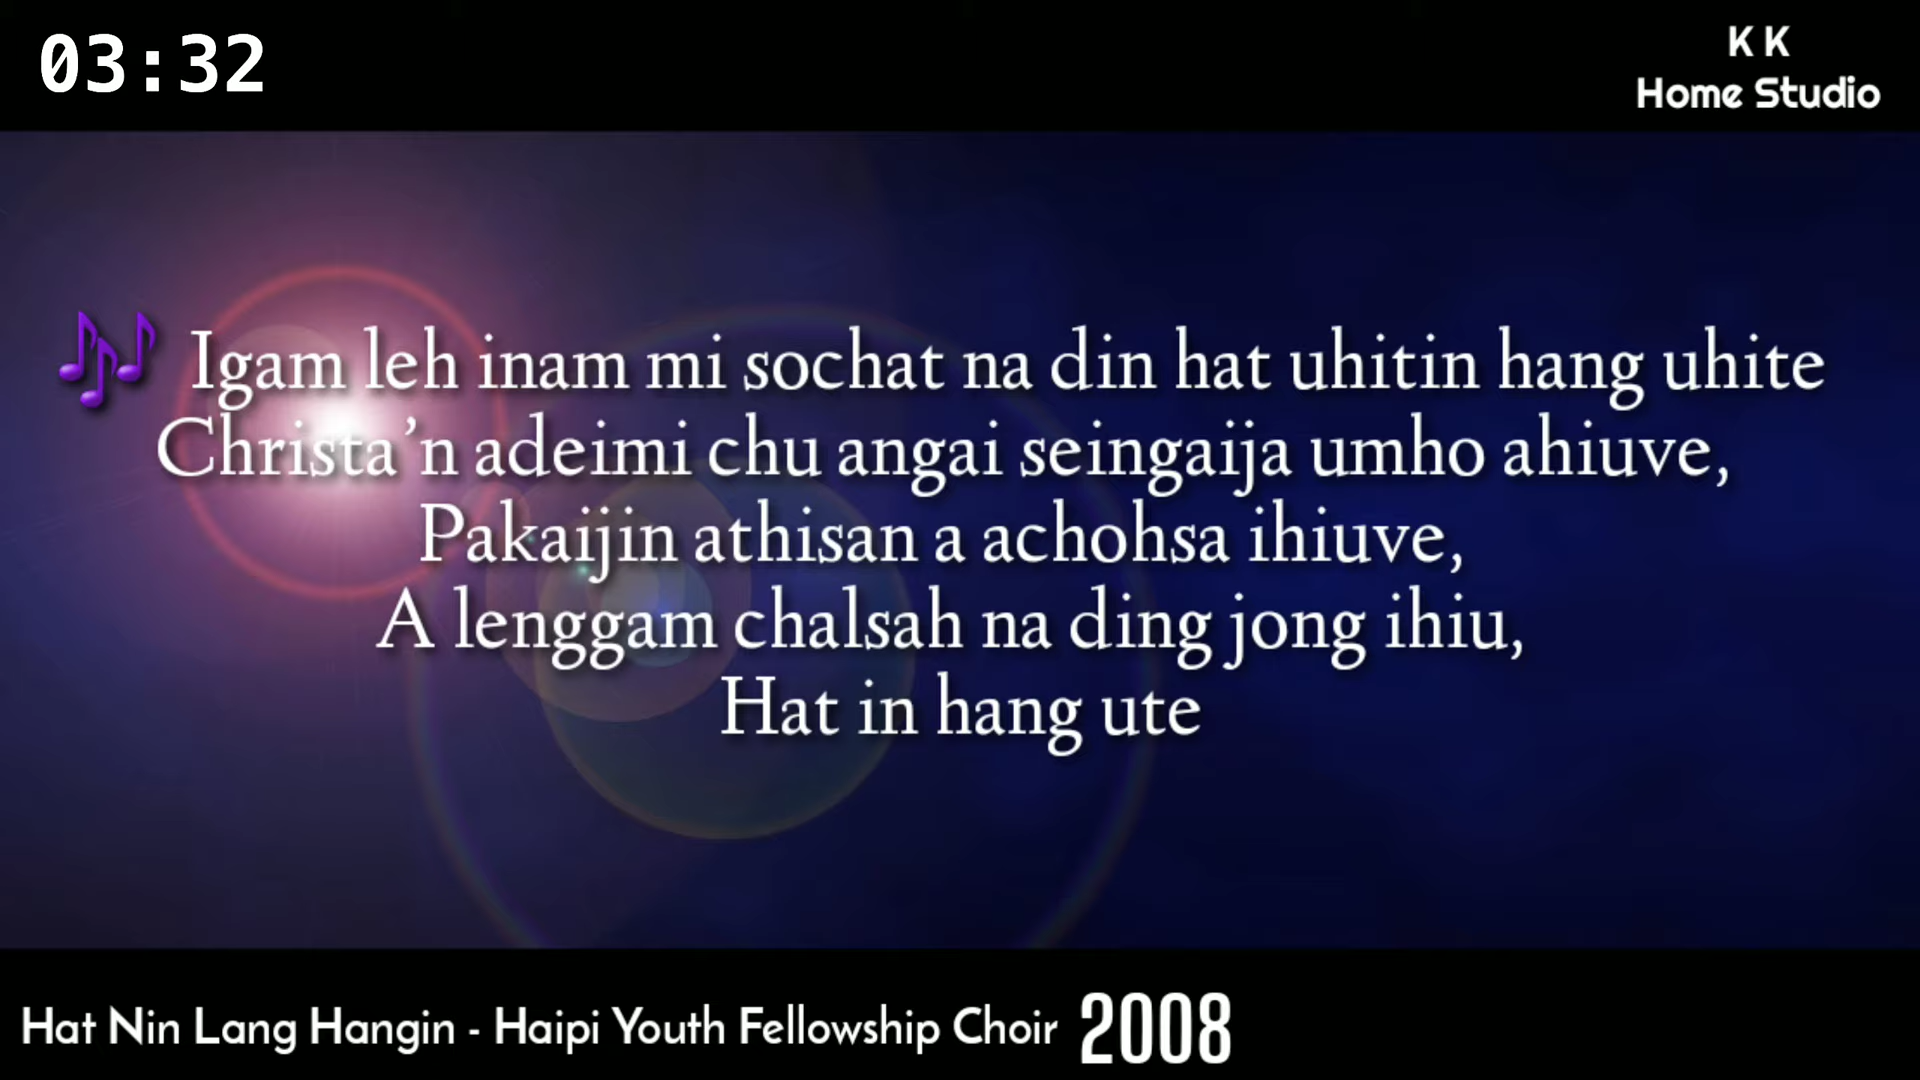 03:32
K K
Home Studio
Igam leh inam mi sochat na din hat uhitin hang uhite
Christa’n adeimi chu angai seingaija umho ahiuve,
Pakaijin athisan a achohsa ihiuve,
A lenggam chalsah na ding jong ihiu,
Hat in hang ute
Hat Nin Lang Hangin - Haipi Youth Fellowship Choir 2008